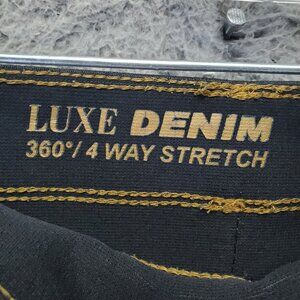 LUXE DENIM
360°/ 4 WAY STRETCH